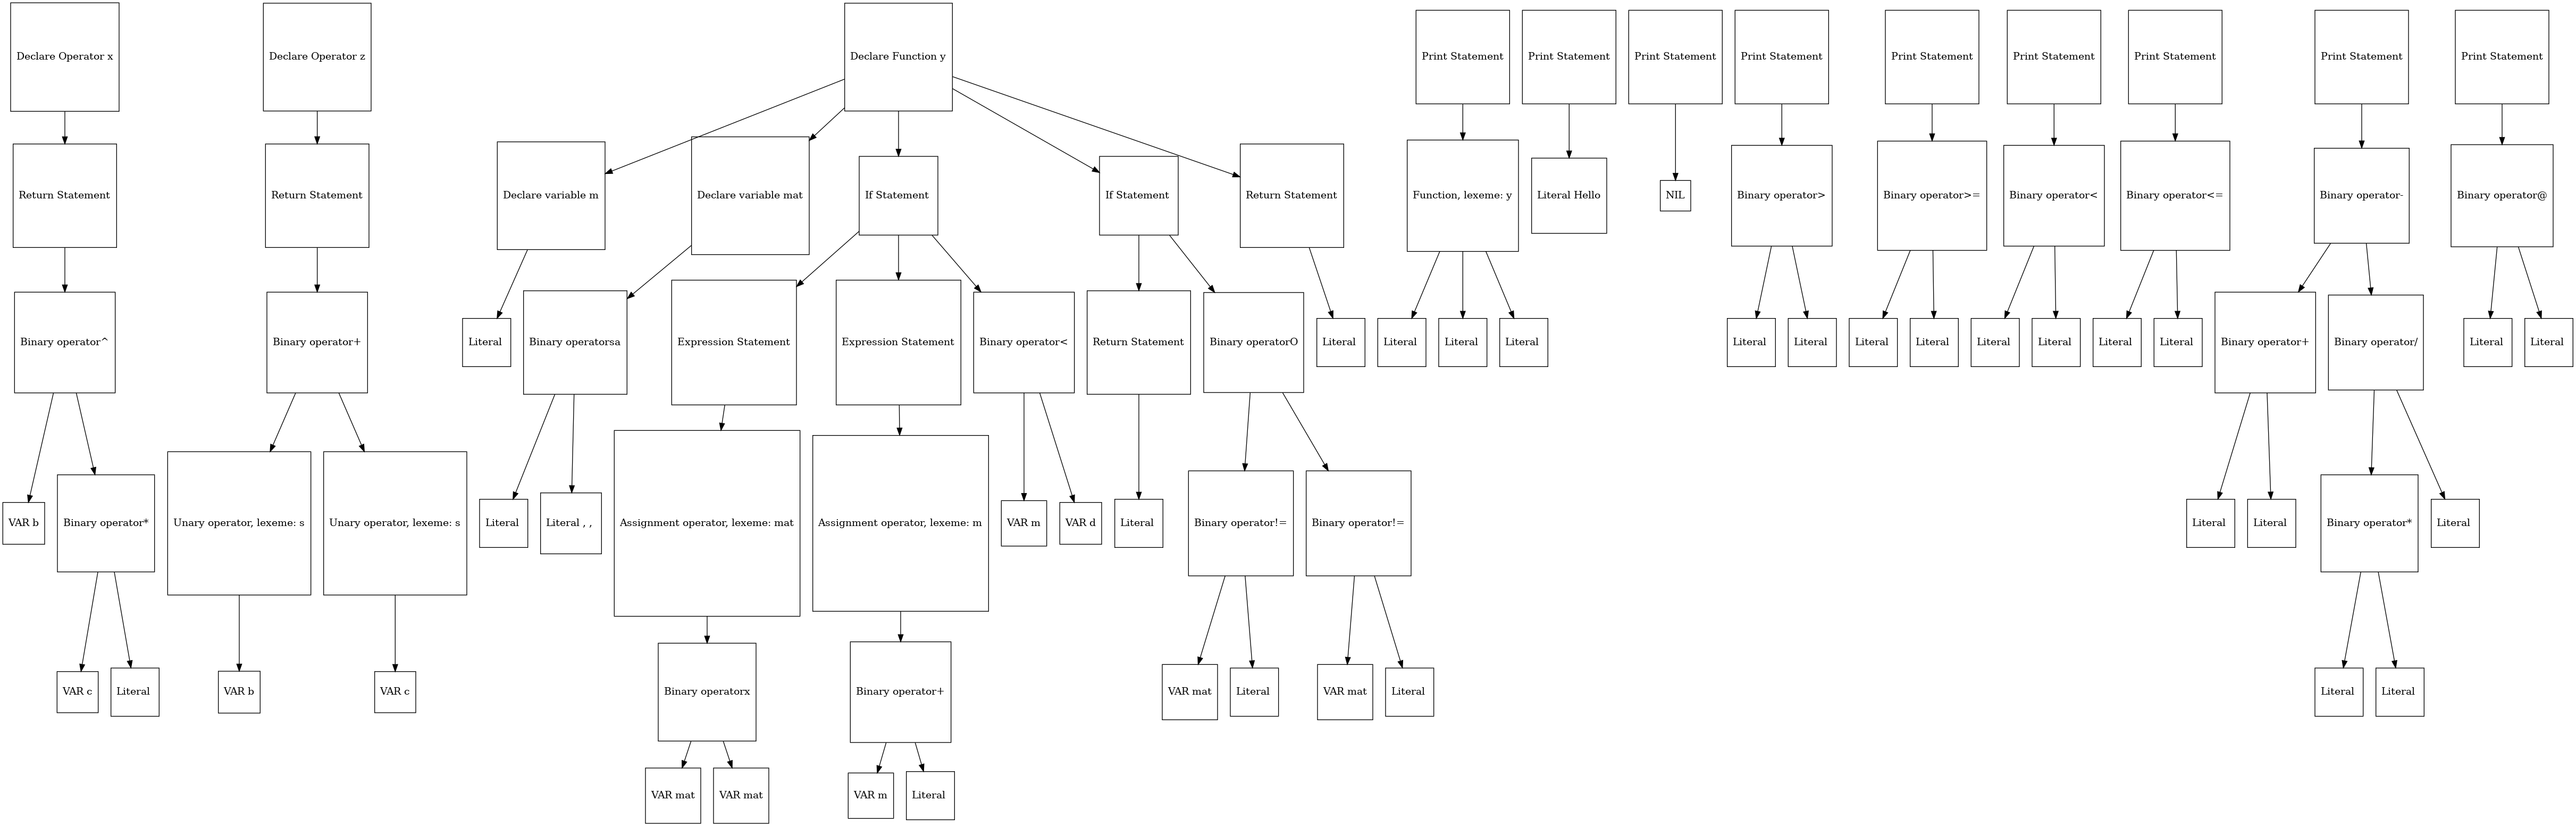 Declare Operator x
Declare Operator z
Declare Function y
Print Statement
Print Statement
Print Statement
Print Statement
Print Statement
Print Statement
Print Statement
Print Statement
Print Statement
Return Statement
Return Statement
Declare variable m
Declare variable mat
If Statement
If Statement
Return Statement
Function, lexeme: y
Literal Hello
NIL
Binary operator>
Binary operator>=
Binary operator<
Binary operator<=
Binary operator-
Binary operator@
Binary operator^
Binary operator+
Literal
Binary operatorsa
Expression Statement
Expression Statement
Binary operator<
Return Statement
Binary operatorO
Literal
Literal
Literal
Literal
Literal
Literal
Literal
Literal
Literal
Literal
Literal
Literal
Binary operator+
Binary operator/
Literal
Literal
VAR b
Binary operator*
Unary operator, lexeme: s
Unary operator, lexeme: s
Literal
Literal , ,
Assignment operator, lexeme: mat
Assignment operator, lexeme: m
VAR m
VAR d
Literal
Binary operator!=
Binary operator!=
Literal
Literal
Binary operator*
Literal
VAR c
Literal
VAR b
VAR c
Binary operatorx
Binary operator+
VAR mat
Literal
VAR mat
Literal
Literal
Literal
VAR mat
VAR mat
VAR m
Literal